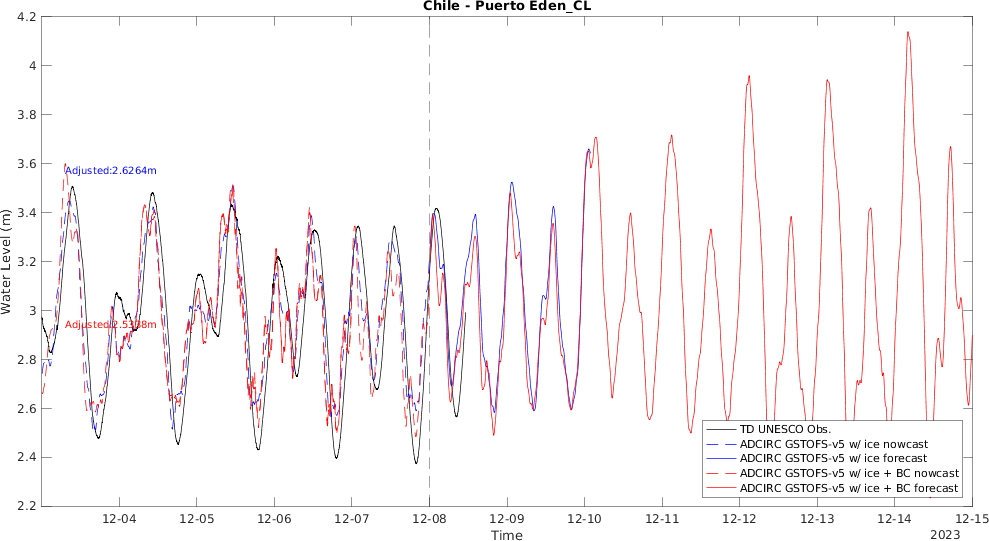 Chile - Puerto Eden_CL
4.2
4
3.8
3.6
3.4
3.2
3
2.8
2.6
2.4
2.2
Water Level (m)
Adjusted:2.6264m
Adjusted:2.5338m
TD UNESCO Obs.
ADCIRC GSTOFS-v5 w/ ice nowcast
ADCIRC GSTOFS-v5 w/ ice forecast
ADCIRC GSTOFS-v5 w/ ice + BC nowcast
ADCIRC GSTOFS-v5 w/ ice + BC forecast
12-04 12-05 12-06 12-07 12-08 12-09 12-10 12-11 12-12 12-13 12-14 12-15
Time
2023